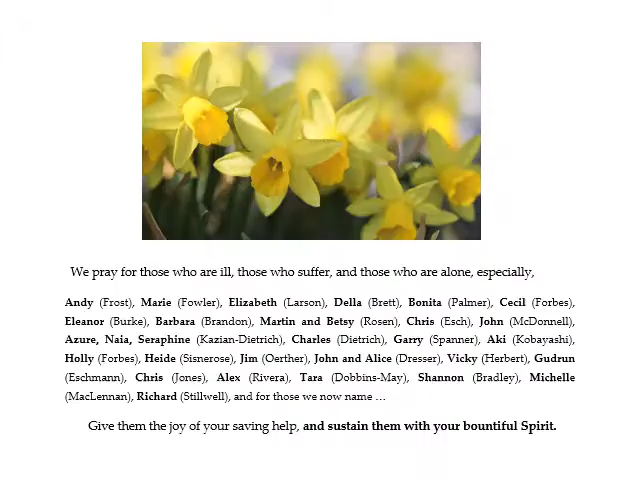 We pray for those who are ill, those who suffer, and those who are alone, especially,
Andy (Frost), Marie (Fowler), Elizabeth (Larson), Della (Brett), Bonita (Palmer), Cecil (Forbes),
Eleanor (Burke), Barbara (Brandon), Martin and Betsy (Rosen), Chris (Esch), John (McDonnell),
Azure, Naia, Seraphine (Kazian-Dietrich), Charles (Dietrich), Garry (Spanner), Aki (Kobayashi),
Holly (Forbes), Heide (Sisnerose), Jim (Oerther), John and Alice (Dresser), Vicky (Herbert), Gudrun
(Eschmann), Chris (Jones), Alex (Rivera), Tara (Dobbins-May), Shannon (Bradley), Michelle
(MacLennan), Richard (Stillwell), and for those we now name …
Give them the joy of your saving help, and sustain them with your bountiful Spirit.